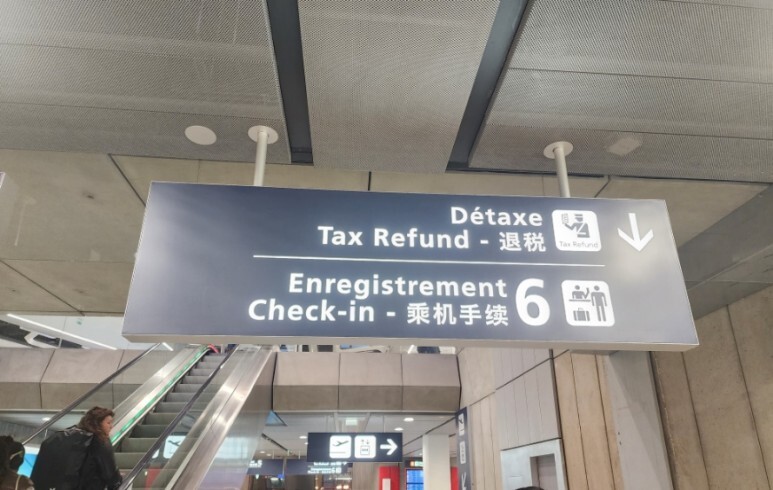 Détaxe
Tax Refund - 退税
Tax Refund
Enregistrement
Check-in - 乘机手续
6